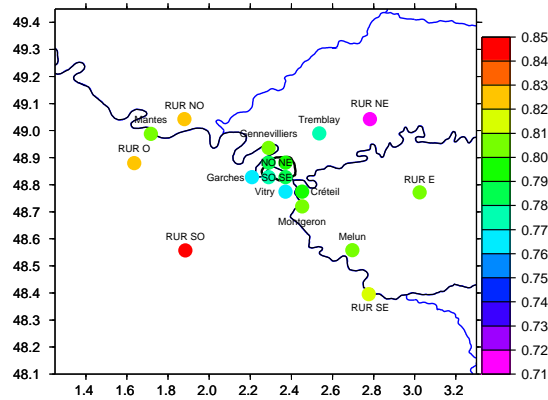 49.4
49.3
49.2
49.1
49.0
48.9
48.8
48.7
48.6
48.5
48.4
48.3
48.2
48.1
RUR NO
RUR NE
Mantes
Tremblay
Gennevilliers
RUR O
NO NE
Garches
SO SE
RUR E
Vitry
Créteil
Montgeron
RUR SO
Melun
RUR SE
1.4 1.6 1.8 2.0 2.2 2.4 2.6 2.8 3.0 3.2
0.85
0.84
0.83
0.82
0.81
0.80
0.79
0.78
0.77
0.76
0.75
0.74
0.73
0.72
0.71